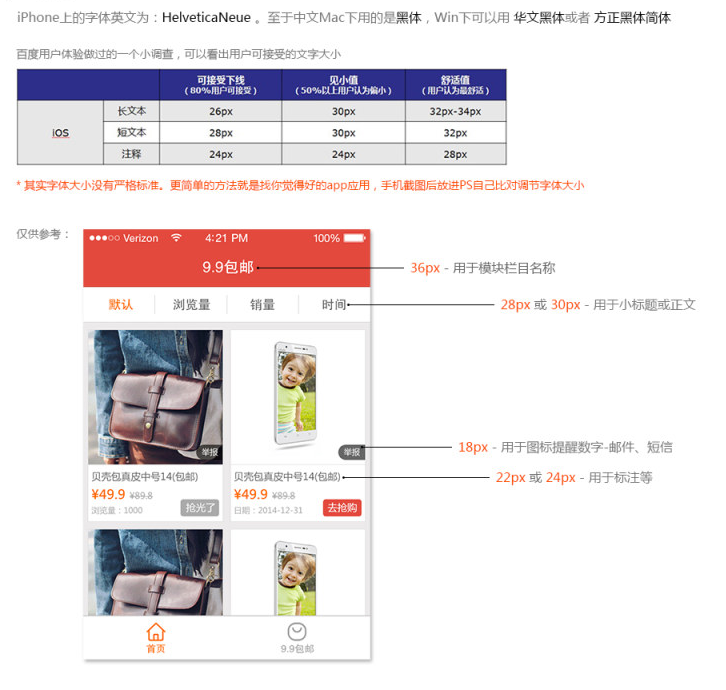 iPhone上的字体英文为：HelveticaNeue 。至于中文Mac下用的是黑体，Win下可以用 华文黑体或者 方正黑体简体
百度用户体验做过的一个小调查，可以看出用户可接受的文字大小
可接受下线 见小值 舒适值
（80%用户可接受） （50%以上用户认为偏小） （用户认为最舒适）
iOS 长文本 26px 30px 32px-34px
短文本 28px 30px 32px
注释 24px 24px 28px
* 其实字体大小没有严格标准。更简单的方法就是找你觉得好的app应用，手机截图后放进PS自己比对调节字体大小
仅供参考：
Verizon 4:21 PM 100%
9.9包邮 36px - 用于模块栏目名称
默认 浏览量 销量 时间 28px 或 30px - 用于小标题或正文
举报 举报 18px - 用于图标提醒数字-邮件、短信
贝壳包真皮中号14(包邮) 贝壳包真皮中号14(包邮) 22px 或 24px - 用于标注等
¥49.9 ¥89.8 ¥49.9 ¥89.8
浏览量：1000 抢光了 日期：2014-12-31 去抢购
首页 9.9包邮